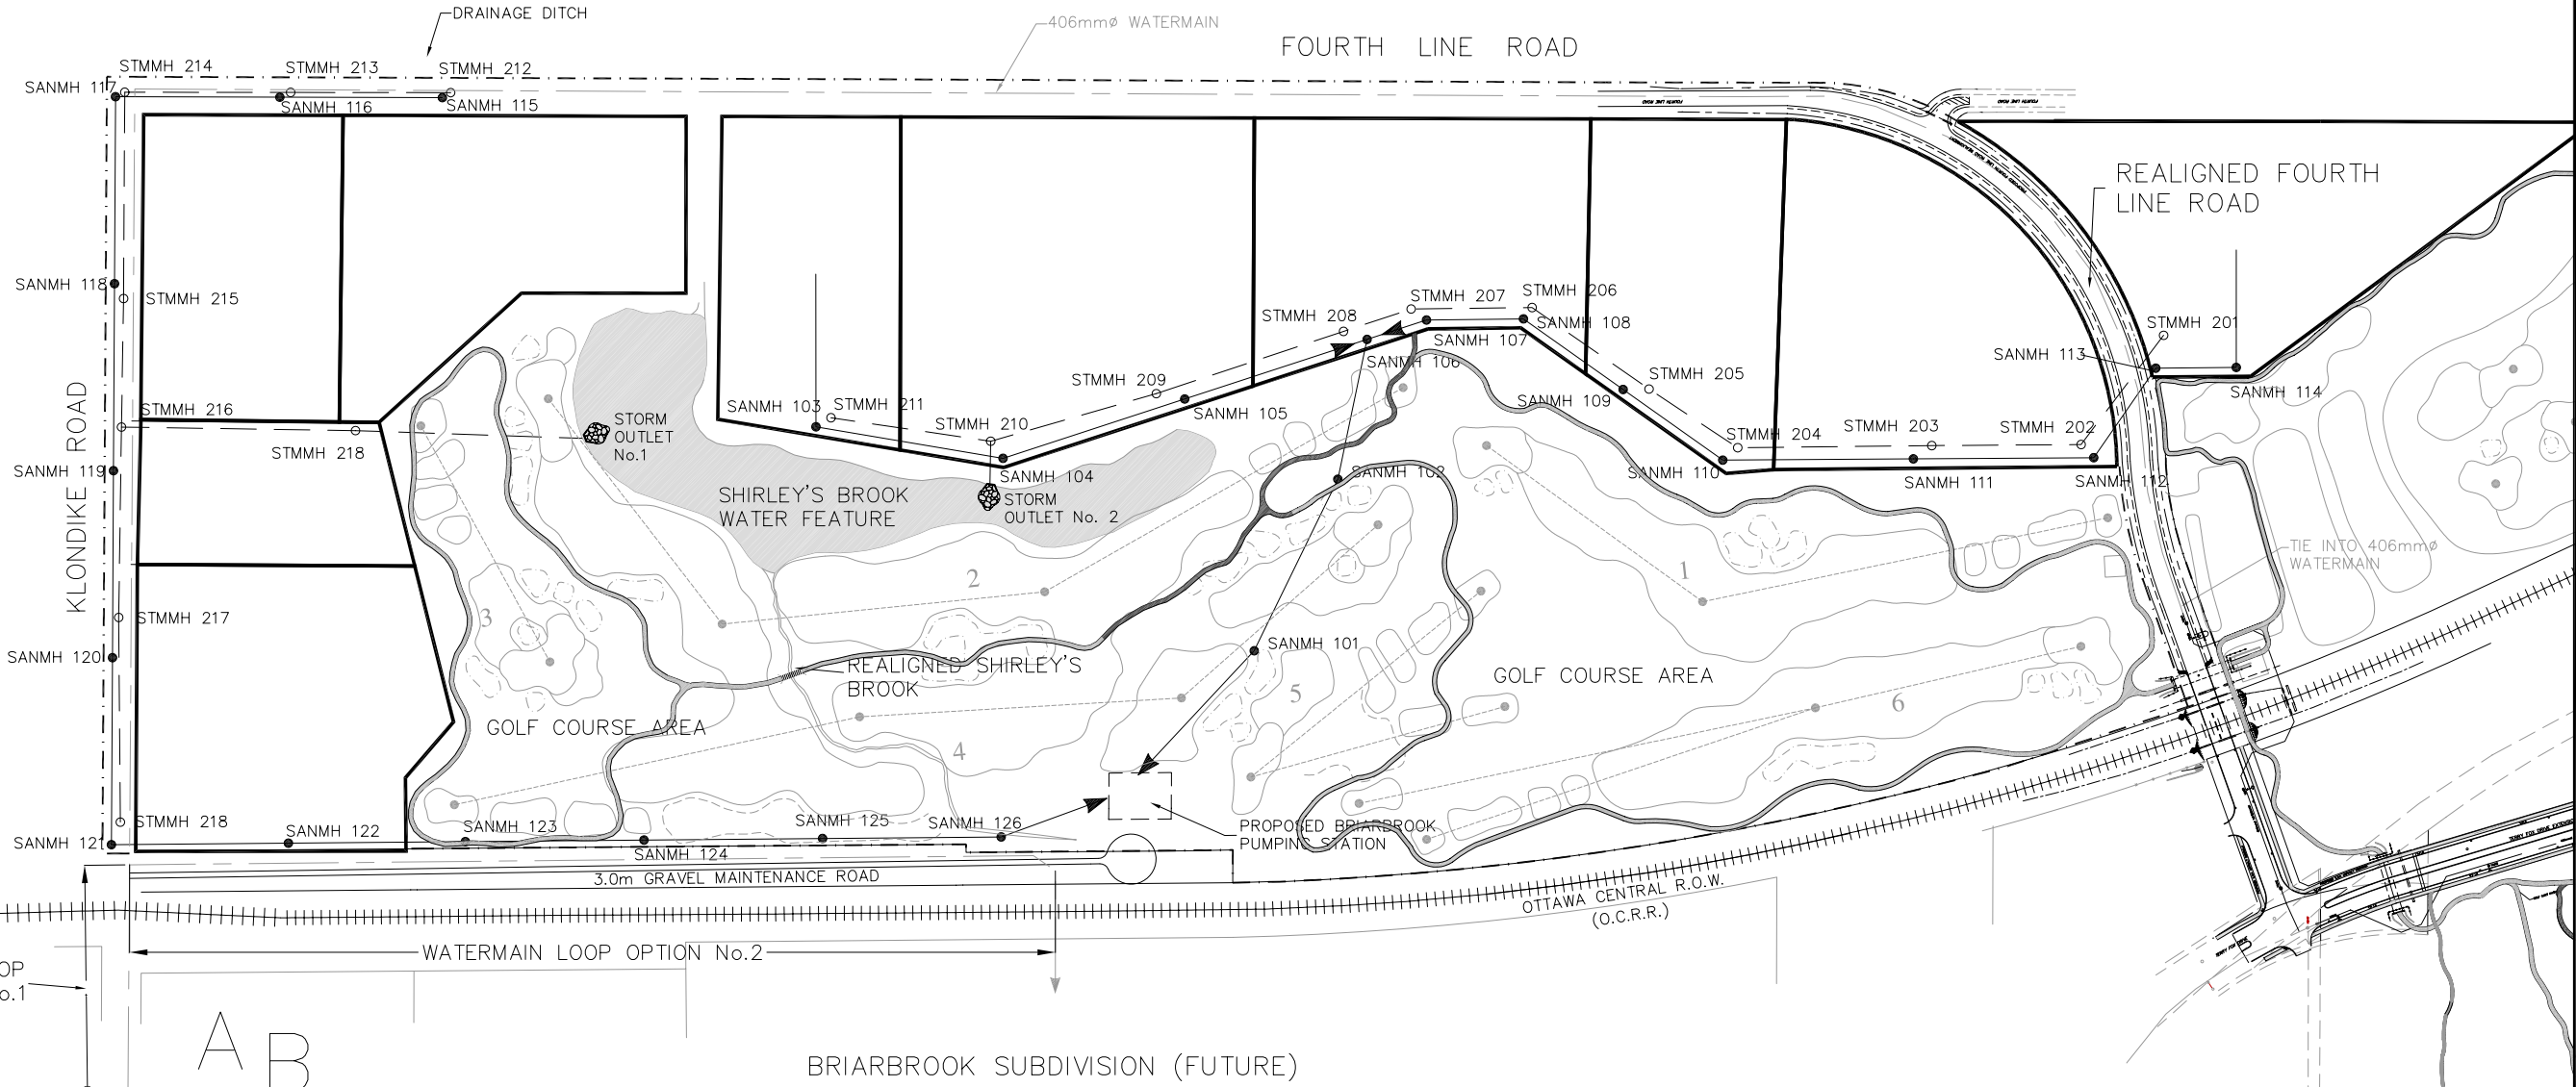 DRAINAGE DITCH
406mmø WATERMAIN
FOURTH LINE ROAD
STMMH 214
STMMH 213
STMMH 212
SANMH 117
SANMH 116
SANMH 115
FOURTH LINE ROAD
FOURTH LINE ROAD
REALIGNED FOURTH
LINE ROAD
SANMH 118
STMMH 215
STMMH 208
STMMH 207
STMMH 206
SANMH 108
SANMH 107
SANMH 106
STMMH 201
SANMH 113
SANMH 114
STMMH 209
STMMH 205
SANMH 109
SANMH 105
KLONDIKE ROAD
STMMH 216
STMMH 218
STORM
OUTLET
No.1
SANMH 103
STMMH 211
STMMH 210
SANMH 104
STMMH 204
STMMH 203
STMMH 202
SANMH 110
SANMH 111
SANMH 112
SANMH 119
SANMH 102
SHIRLEY'S BROOK
WATER FEATURE
STORM
OUTLET No. 2
TIE INTO 406mmø
WATERMAIN
2
1
3
STMMH 217
SANMH 120
SANMH 101
REALIGNED SHIRLEY'S
BROOK
5
GOLF COURSE AREA
6
GOLF COURSE AREA
4
STMMH 218
SANMH 121
SANMH 122
SANMH 123
SANMH 124
SANMH 125
SANMH 126
PROPOSED BRIARBROOK
PUMPING STATION
3.0m GRAVEL MAINTENANCE ROAD
OTTAWA CENTRAL R.O.W.
(O.C.R.R.)
WATERMAIN LOOP OPTION No.2
OP
o.1
A
B
BRIARBROOK SUBDIVISION (FUTURE)